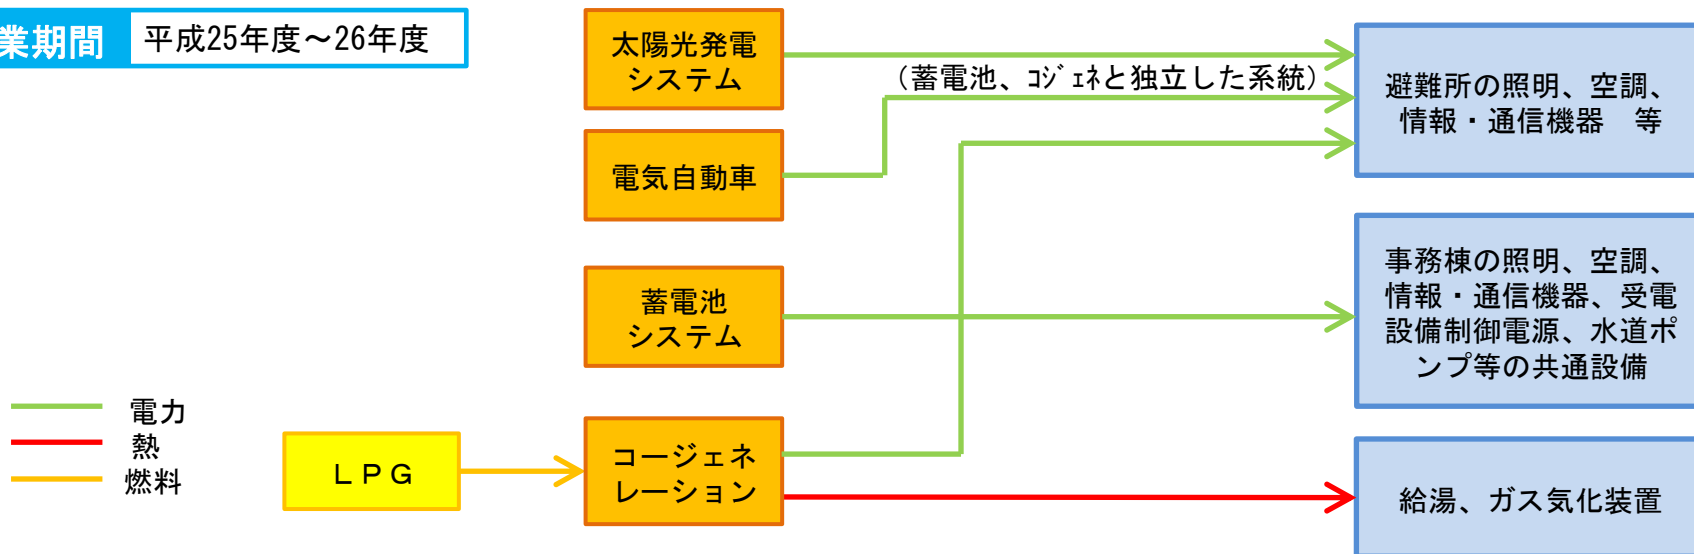 業期間 平成25年度～26年度
太陽光発電
システム
（蓄電池、ｺｼﾞｪﾈと独立した系統）
避難所の照明、空調、
情報・通信機器　等
電気自動車
蓄電池
システム
事務棟の照明、空調、
情報・通信機器、受電
設備制御電源、水道ポ
ンプ等の共通設備
電力
熱
燃料
ＬＰＧ
コージェネ
レーション
給湯、ガス気化装置